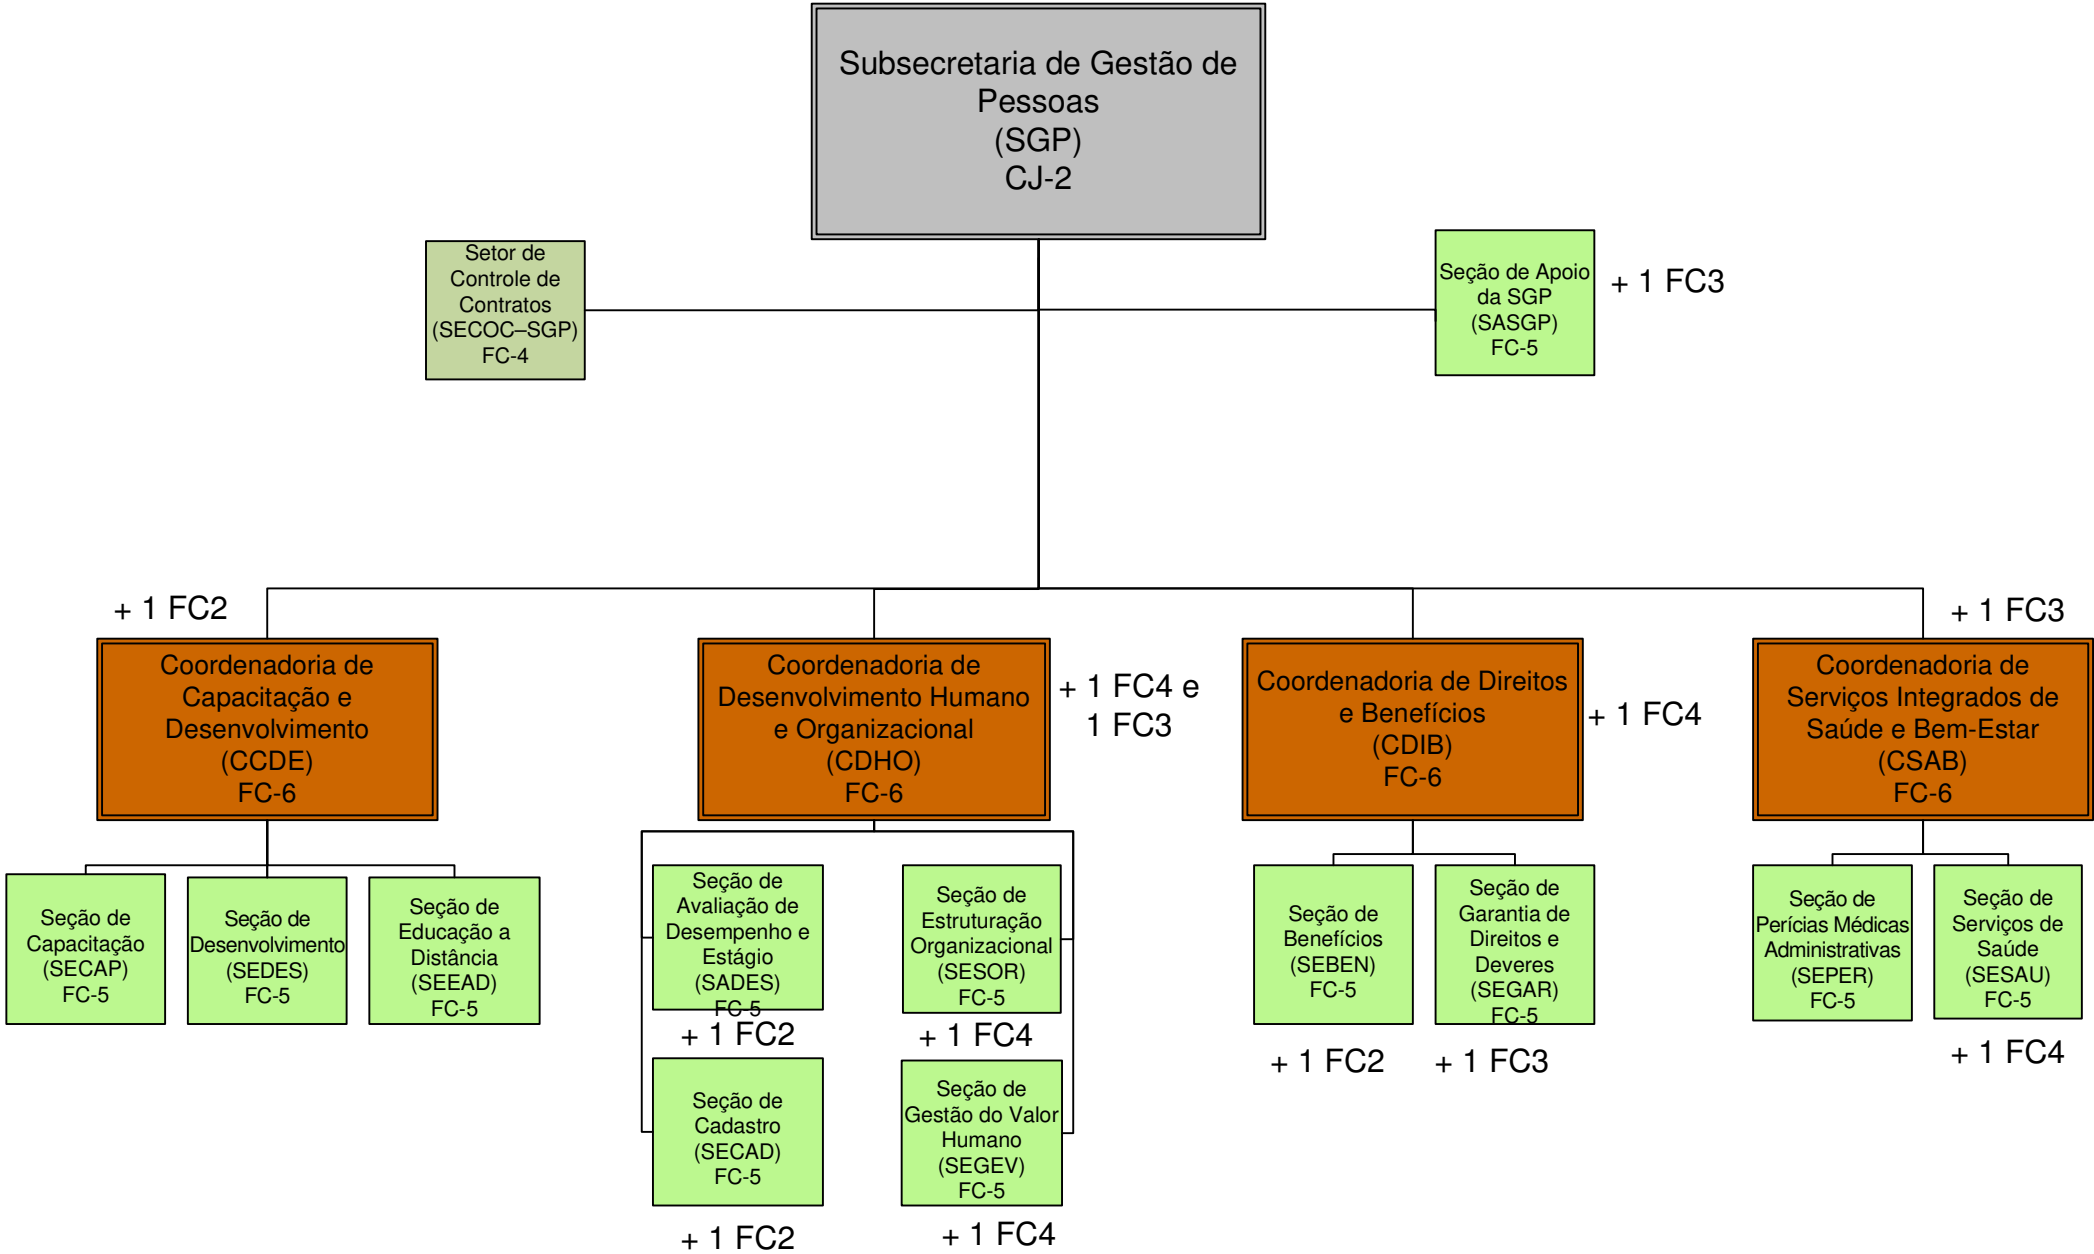 Subsecretaria de Gestão de
Pessoas
(SGP)
CJ-2
Setor de
Controle de
Contratos
(SECOC–SGP)
FC-4
Seção de Apoio
da SGP
(SASGP)
FC-5
+ 1 FC3
+ 1 FC2
Coordenadoria de
Capacitação e
Desenvolvimento
(CCDE)
FC-6
Coordenadoria de
Desenvolvimento Humano
e Organizacional
(CDHO)
FC-6
+ 1 FC4 e
1 FC3
Coordenadoria de Direitos
e Benefícios
(CDIB)
FC-6
+ 1 FC4
+ 1 FC3
Coordenadoria de
Serviços Integrados de
Saúde e Bem-Estar
(CSAB)
FC-6
Seção de
Capacitação
(SECAP)
FC-5
Seção de
Desenvolvimento
(SEDES)
FC-5
Seção de
Educação a
Distância
(SEEAD)
FC-5
Seção de
Avaliação de
Desempenho e
Estágio
(SADES)
FC-5
+ 1 FC2
Seção de
Estruturação
Organizacional
(SESOR)
FC-5
+ 1 FC4
Seção de
Cadastro
(SECAD)
FC-5
+ 1 FC2
Seção de
Gestão do Valor
Humano
(SEGEV)
FC-5
+ 1 FC4
Seção de
Benefícios
(SEBEN)
FC-5
+ 1 FC2
Seção de
Garantia de
Direitos e
Deveres
(SEGAR)
FC-5
+ 1 FC3
Seção de
Perícias Médicas
Administrativas
(SEPER)
FC-5
Seção de
Serviços de
Saúde
(SESAU)
FC-5
+ 1 FC4